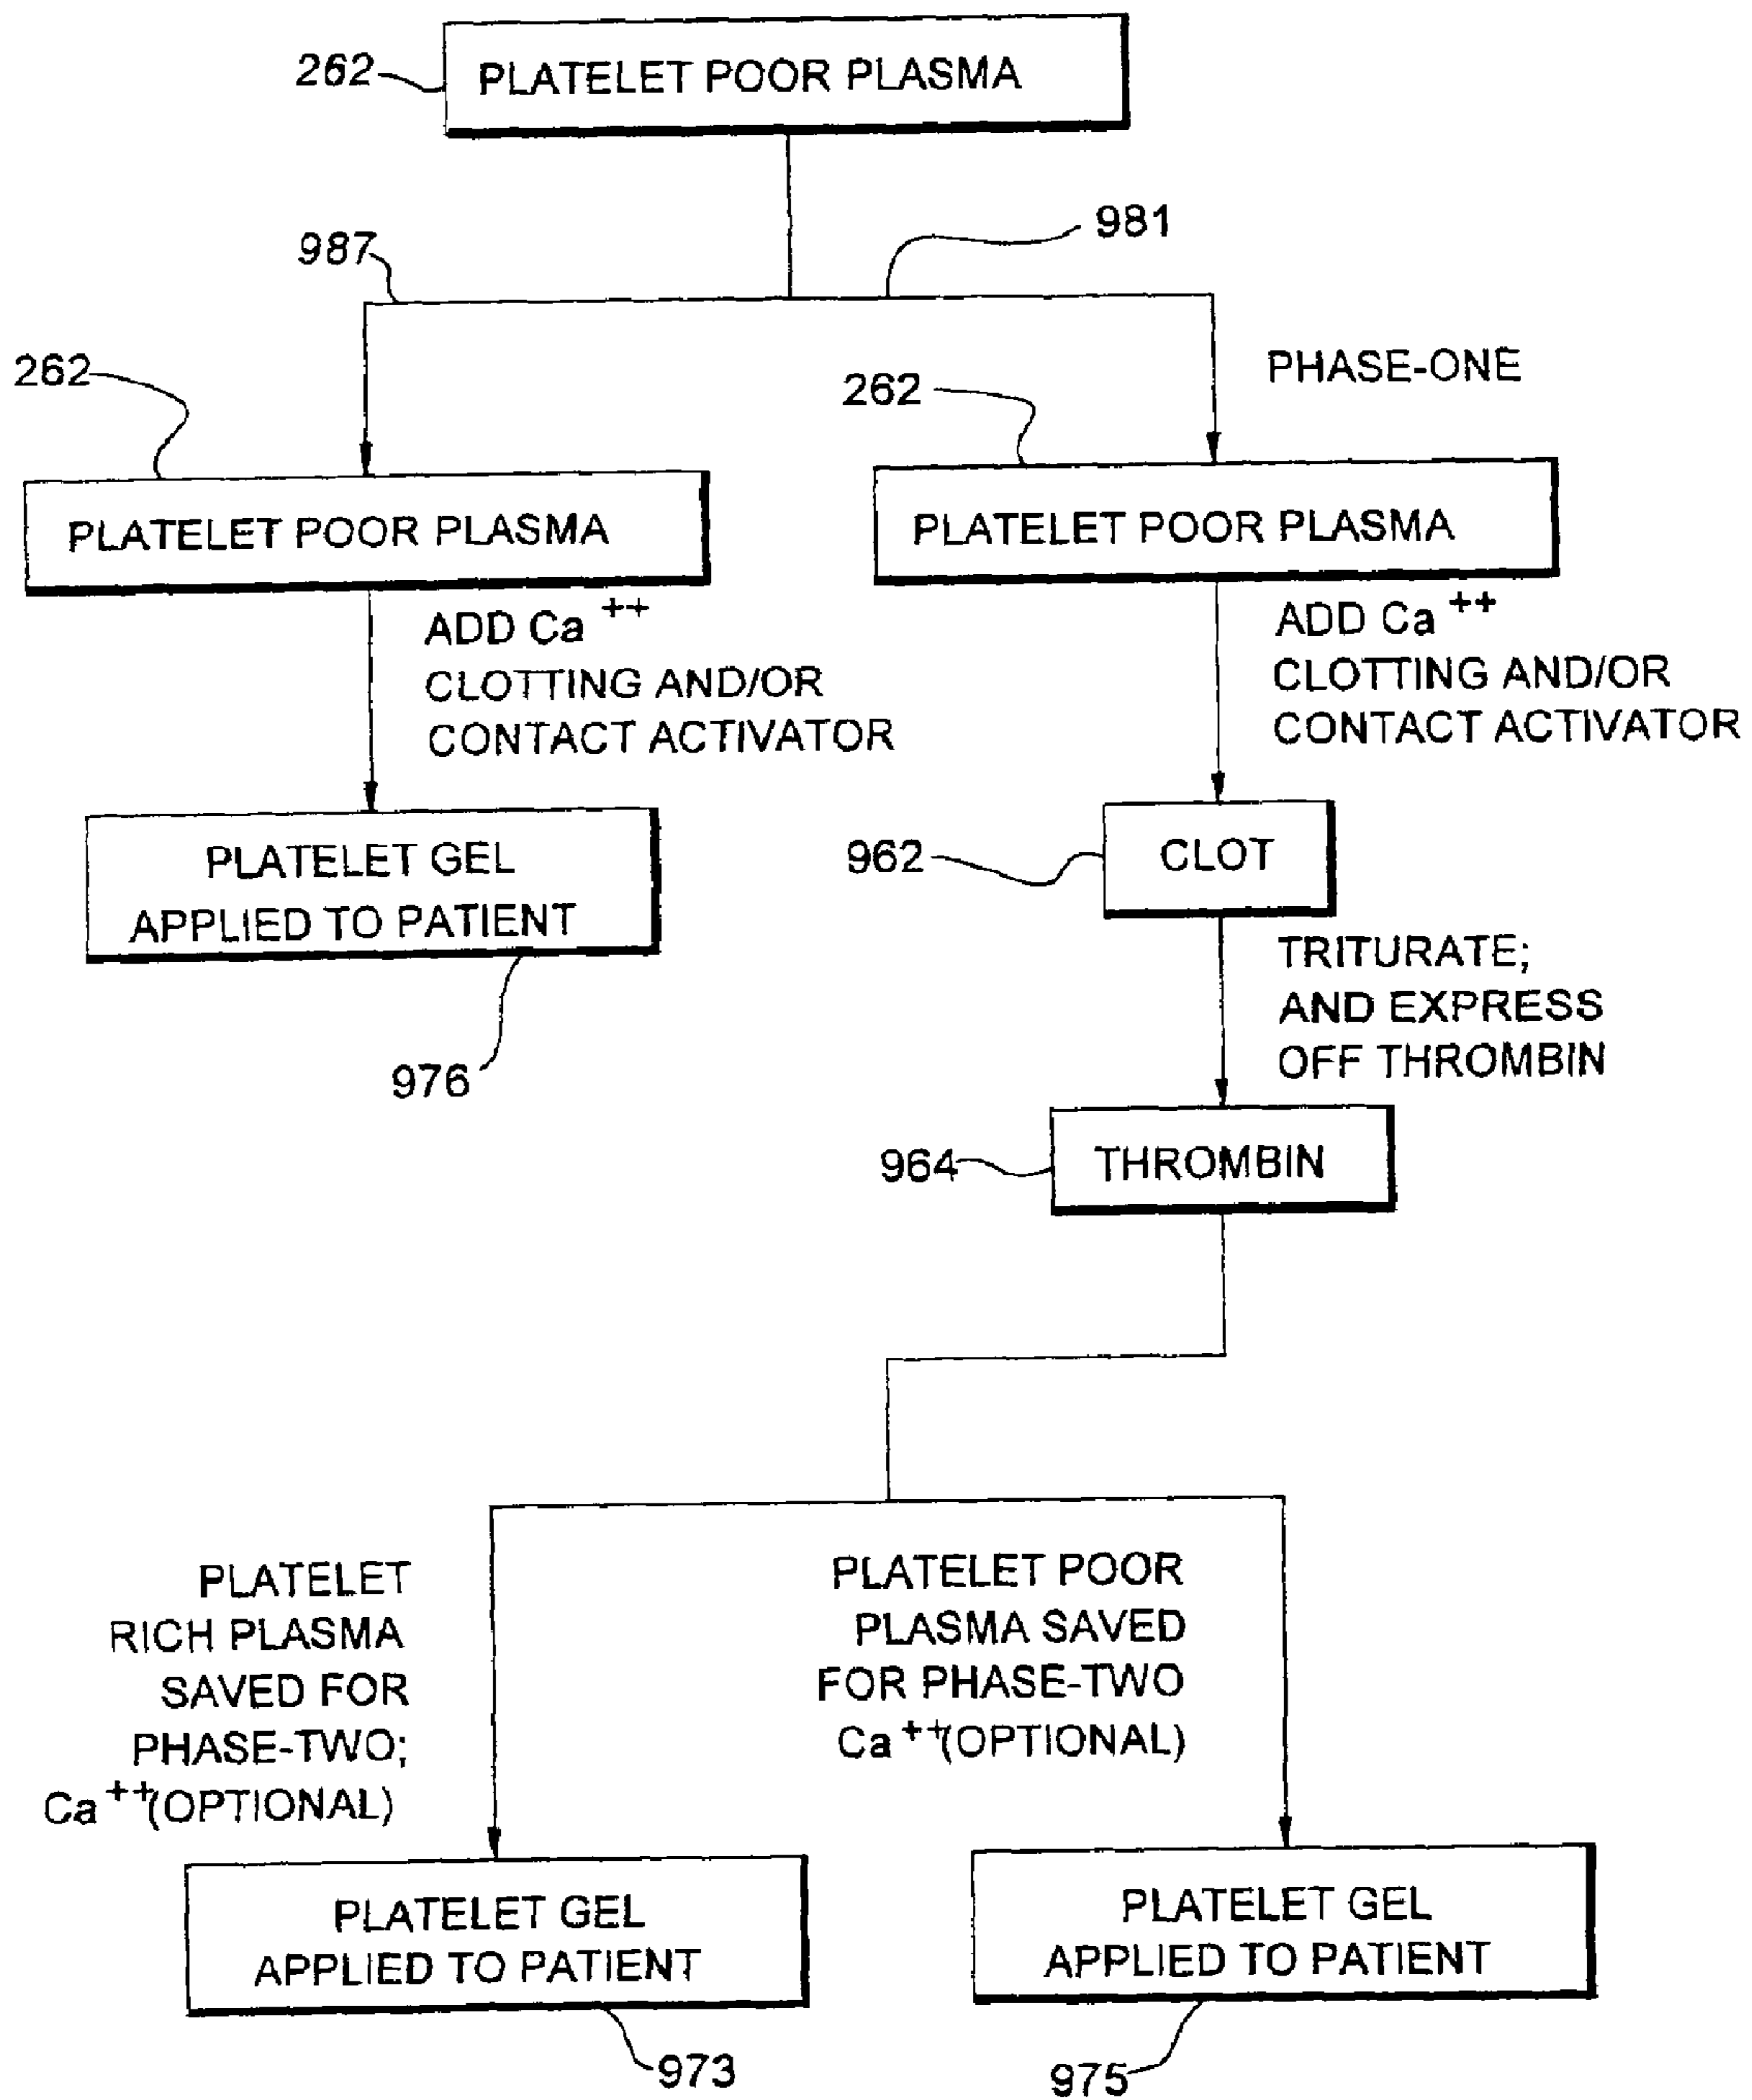 262
PLATELET POOR PLASMA
987
981
PHASE-ONE
262
262
PLATELET POOR PLASMA
PLATELET POOR PLASMA
ADD Ca ++
CLOTTING AND/OR
CONTACT ACTIVATOR
ADD Ca ++
CLOTTING AND/OR
CONTACT ACTIVATOR
PLATELET GEL
APPLIED TO PATIENT
976
962
CLOT
TRITURATE;
AND EXPRESS
OFF THROMBIN
964
THROMBIN
PLATELET
RICH PLASMA
SAVED FOR
PHASE-TWO;
Ca ++(OPTIONAL)
PLATELET POOR
PLASMA SAVED
FOR PHASE-TWO
Ca ++(OPTIONAL)
PLATELET GEL
APPLIED TO PATIENT
973
PLATELET GEL
APPLIED TO PATIENT
975